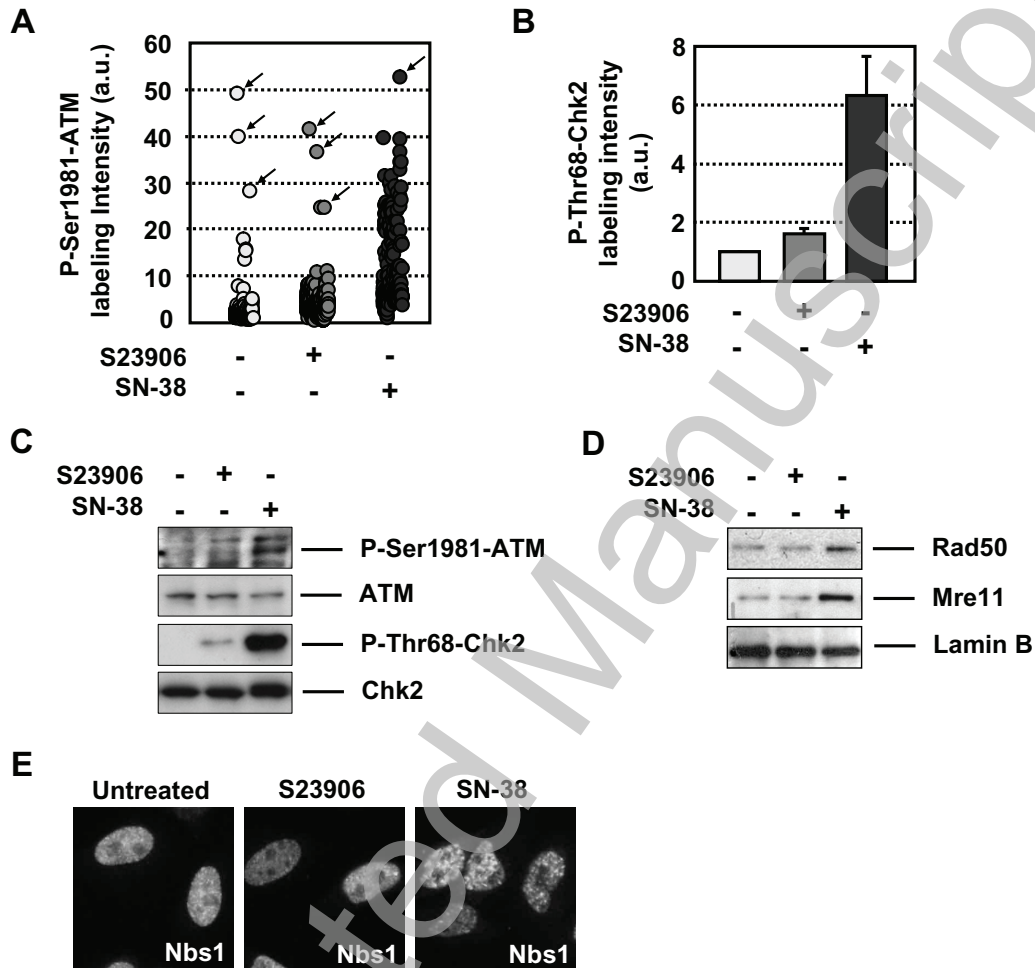 A
P-Ser1981-ATM
labeling Intensity (a.u.)
60
50
40
30
20
10
0
S23906 - + -
SN-38 - - +
B
P-Thr68-Chk2
labeling intensity
(a.u.)
8
6
4
2
0
S23906 - + -
SN-38 - - +
C
S23906 - + -
SN-38 - - +
P-Ser1981-ATM
ATM
P-Thr68-Chk2
Chk2
D
S23906 - + -
SN-38 - - +
Rad50
Mre11
Lamin B
E
Untreated S23906 SN-38
Nbs1 Nbs1 Nbs1
ted Manuscrip